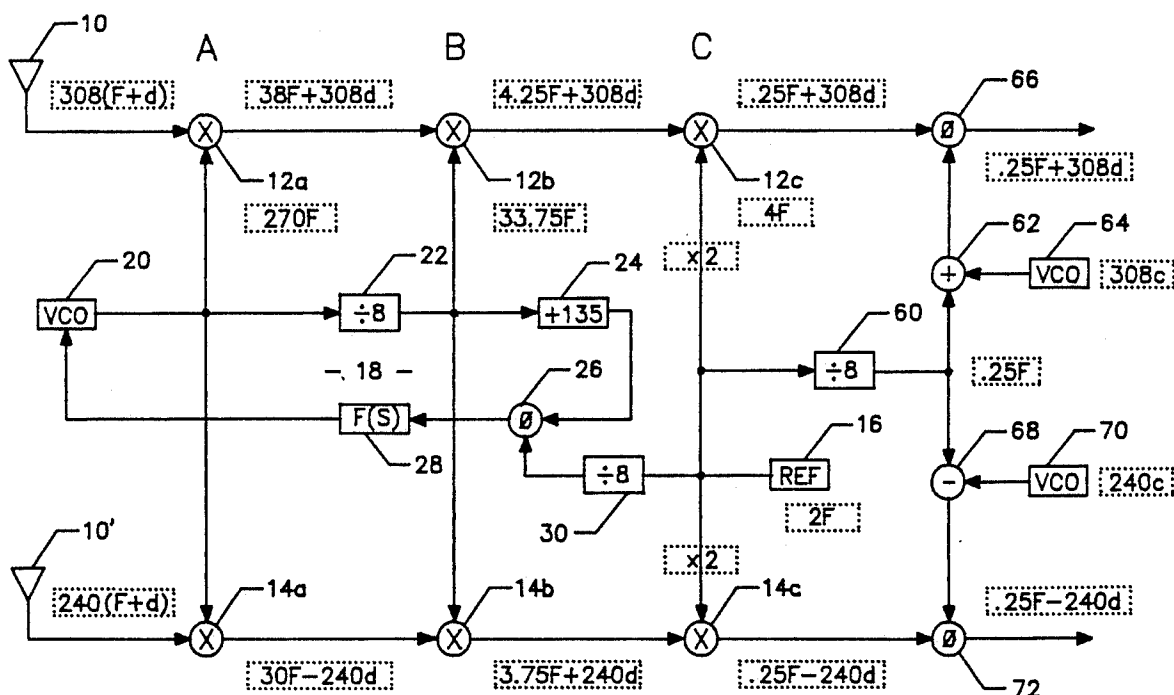 10
A
B
C
66
308(F+d)
38F+308d
4.25F+308d
.25F+308d
X
X
X
Ø
12a
12b
12c
.25F+308d
270F
33.75F
4F
20
22
24
x2
62
64
VCO
÷8
+135
+
VCO
308c
60
- 18 -
26
÷8
.25F
F(S)
Ø
16
68
70
28
÷8
REF
-
VCO
240c
30
2F
10'
x2
14a
14b
14c
240(F+d)
.25F-240d
X
X
X
Ø
30F-240d
3.75F+240d
.25F-240d
72